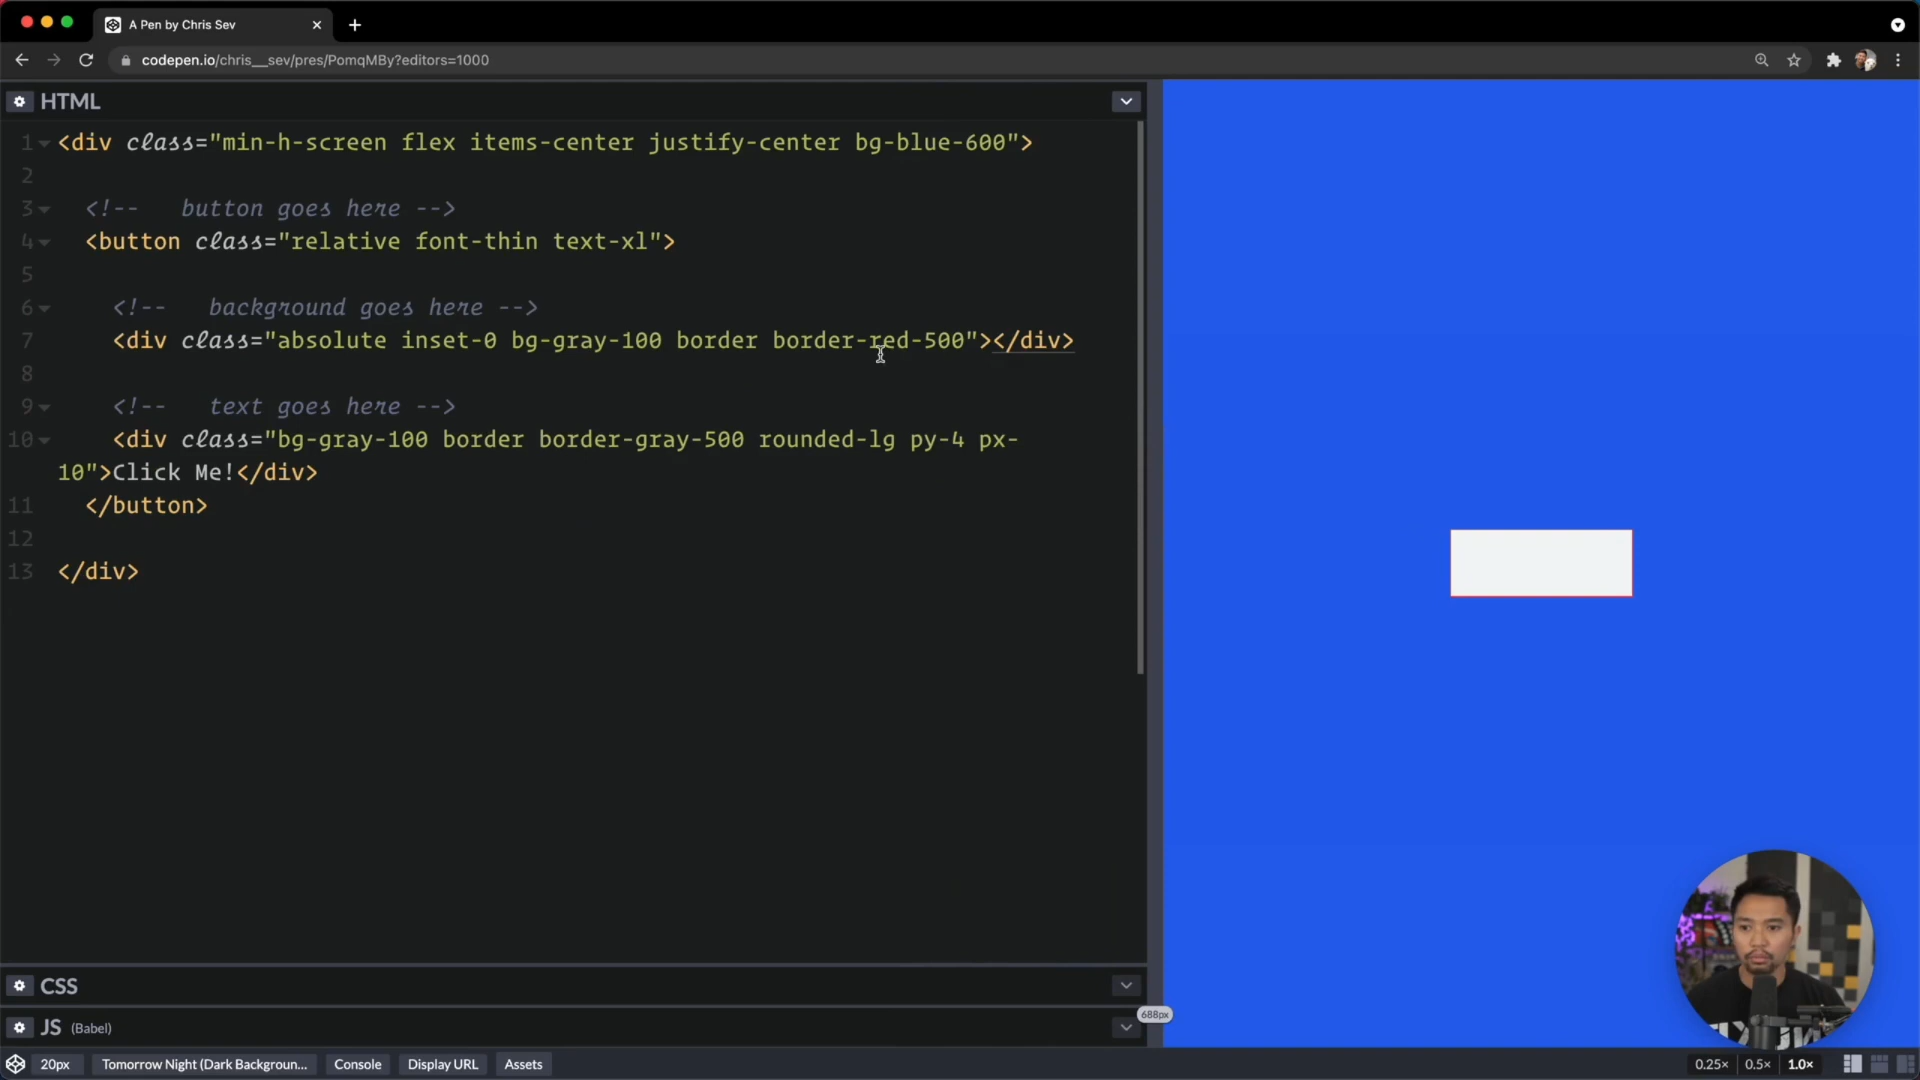 A Pen by Chris Sev
codepen.io/chris__sev/pres/PomqMBy?editors=1000
HTML
1 <div class="min-h-screen flex items-center justify-center bg-blue-600">
2
3 <!--   button goes here -->
4 <button class="relative font-thin text-xl">
5
6 <!--   background goes here -->
7 <div class="absolute inset-0 bg-gray-100 border border-red-500"></div>
8
9 <!--   text goes here -->
10 <div class="bg-gray-100 border border-gray-500 rounded-lg py-4 px-
10">Click Me!</div>
11 </button>
12
13 </div>
CSS
688px
JS (Babel)
20px Tomorrow Night (Dark Backgroun... Console Display URL Assets 0.25× 0.5× 1.0×